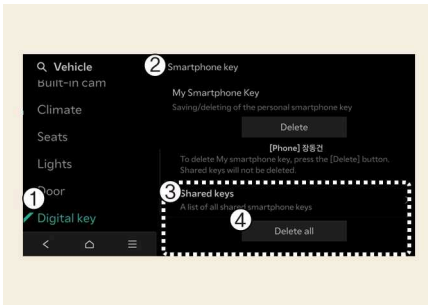 Vehicle
Built-in cam
Climate
Seats
Lights
Door
1
Digital key
2
Smartphone key
My Smartphone Key
Saving/deleting of the personal smartphone key
Delete
[Phone] 장동건
To delete My smartphone key, press the [Delete] button.
Shared keys will not be deleted.
3
Shared keys
A list of all shared smartphone keys
4
Delete all